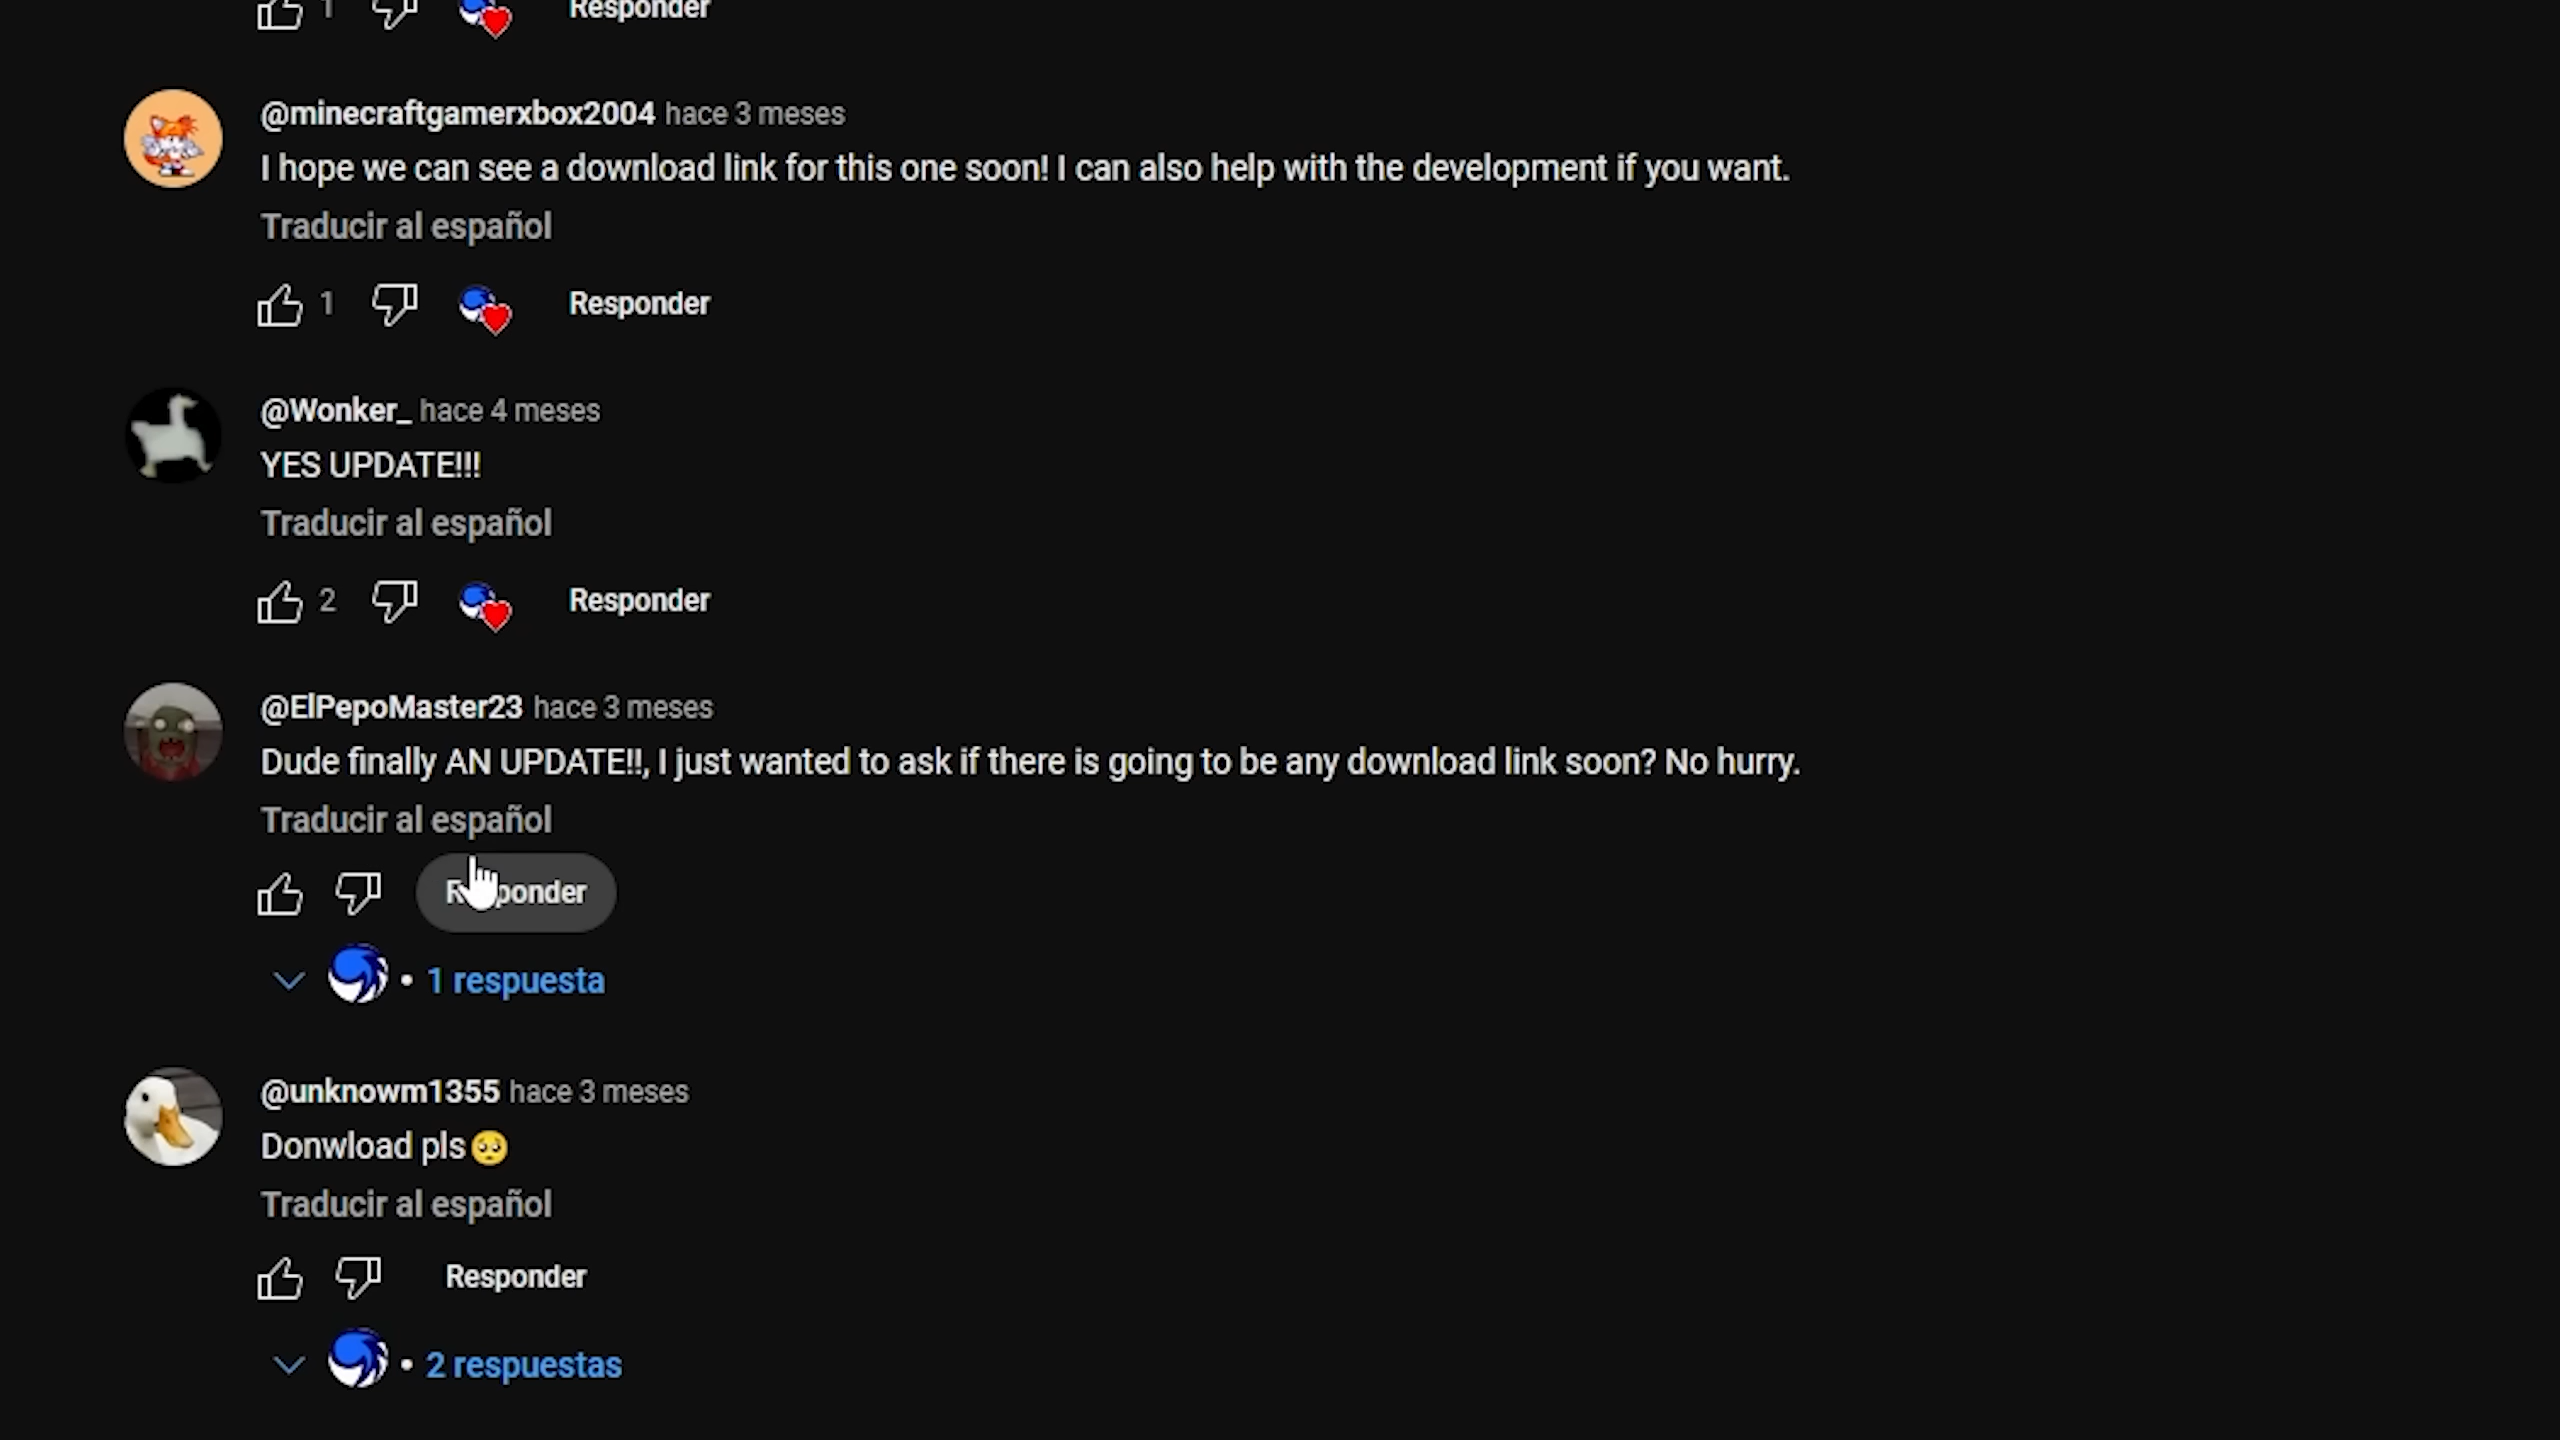 1 Responder
@minecraftgamerxbox2004 hace 3 meses
I hope we can see a download link for this one soon! I can also help with the development if you want.
Traducir al español
1 Responder
@Wonker_ hace 4 meses
YES UPDATE!!!
Traducir al español
2 Responder
@ElPepoMaster23 hace 3 meses
Dude finally AN UPDATE!!, I just wanted to ask if there is going to be any download link soon? No hurry.
Traducir al español
Responder
• 1 respuesta
@unknowm1355 hace 3 meses
Donwload pls🥺
Traducir al español
Responder
• 2 respuestas